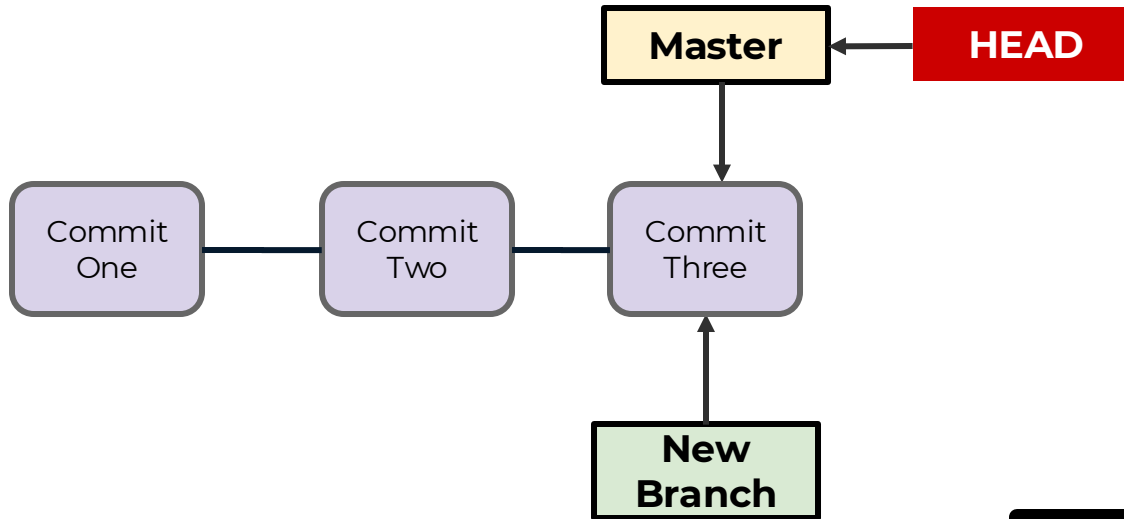 Master
HEAD
Commit
One
Commit
Two
Commit
Three
New
Branch